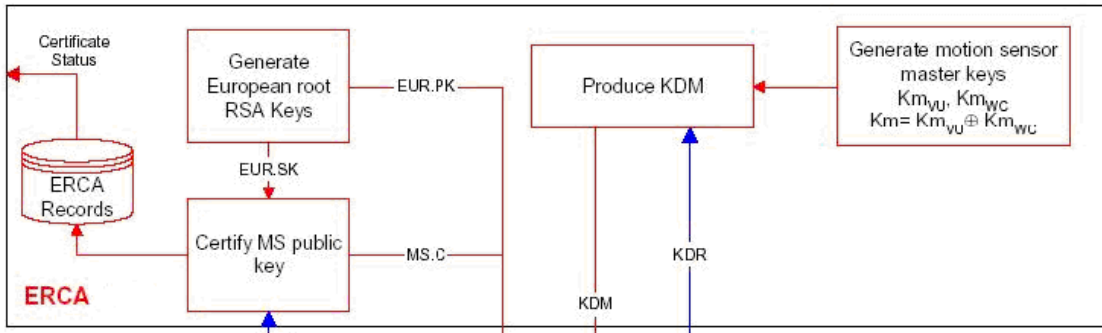 Certificate
Status
Generate
European root
RSA Keys
EUR.PK
Produce KDM
Generate motion sensor
master keys
Km_VU, Km_WC
Km= Km_VU ⊕ Km_WC
EUR.SK
ERCA
Records
Certify MS public
key
MS.C
KDR
KDM
ERCA